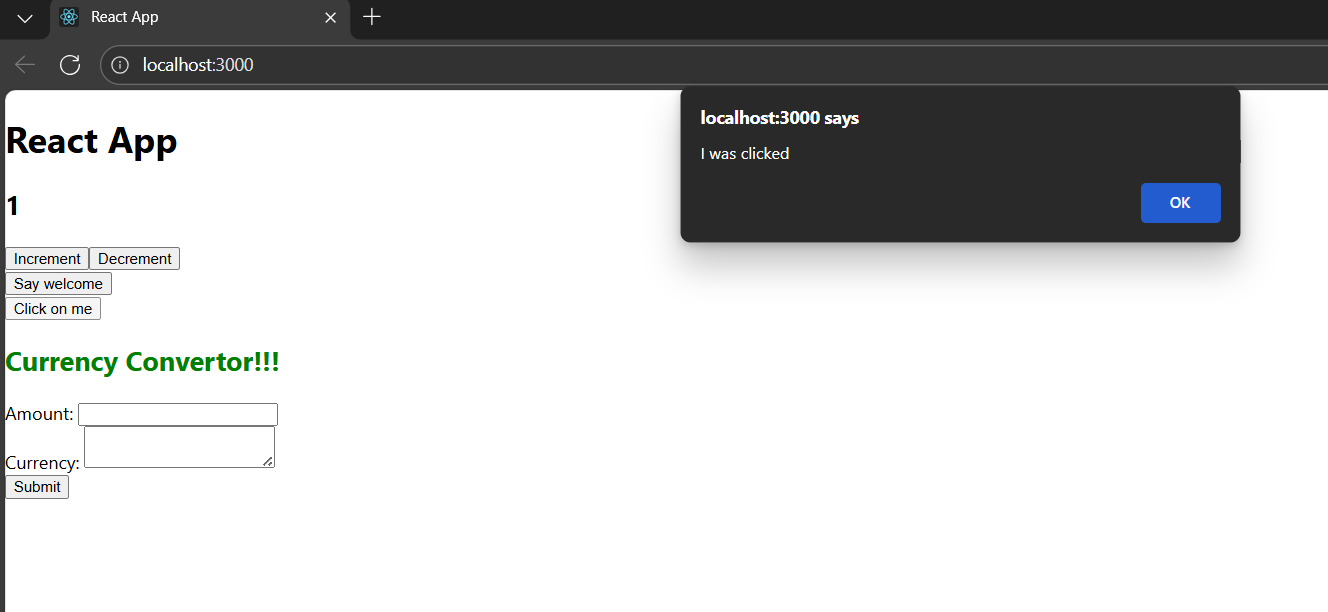 React App
localhost:3000
localhost:3000 says
I was clicked
OK
React App
1
Increment Decrement
Say welcome
Click on me
Currency Convertor!!!
Amount:
Currency:
Submit